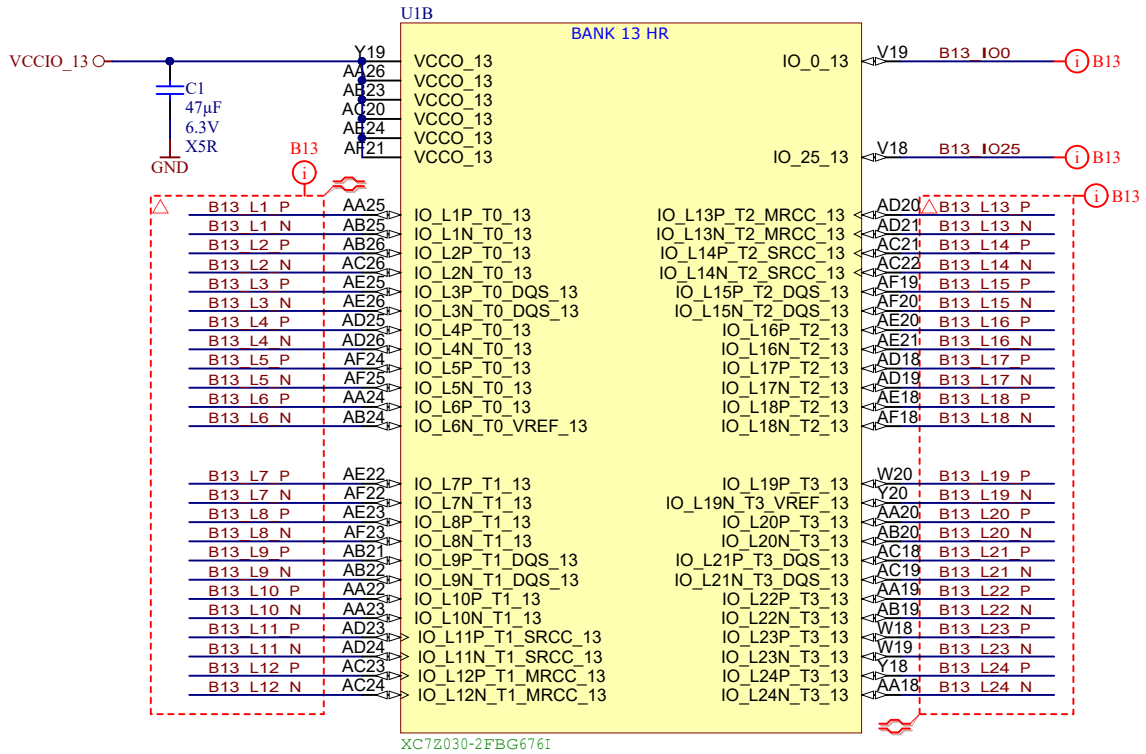 U1B
BANK 13 HR
VCCIO_13 Y19 VCCO_13 IO_0_13 V19 B13_IO0 i B13
AA26 VCCO_13
C1 AB23 VCCO_13
47µF AC20 VCCO_13
6.3V AE24 VCCO_13
X5R B13 AF21 VCCO_13 IO_25_13 V18 B13_IO25 i B13
GND i
i B13
B13_L1_P AA25 IO_L1P_T0_13 IO_L13P_T2_MRCC_13 AD20 B13_L13_P
B13_L1_N AB25 IO_L1N_T0_13 IO_L13N_T2_MRCC_13 AD21 B13_L13_N
B13_L2_P AB26 IO_L2P_T0_13 IO_L14P_T2_SRCC_13 AC21 B13_L14_P
B13_L2_N AC26 IO_L2N_T0_13 IO_L14N_T2_SRCC_13 AC22 B13_L14_N
B13_L3_P AE25 IO_L3P_T0_DQS_13 IO_L15P_T2_DQS_13 AF19 B13_L15_P
B13_L3_N AE26 IO_L3N_T0_DQS_13 IO_L15N_T2_DQS_13 AF20 B13_L15_N
B13_L4_P AD25 IO_L4P_T0_13 IO_L16P_T2_13 AE20 B13_L16_P
B13_L4_N AD26 IO_L4N_T0_13 IO_L16N_T2_13 AE21 B13_L16_N
B13_L5_P AF24 IO_L5P_T0_13 IO_L17P_T2_13 AD18 B13_L17_P
B13_L5_N AF25 IO_L5N_T0_13 IO_L17N_T2_13 AD19 B13_L17_N
B13_L6_P AA24 IO_L6P_T0_13 IO_L18P_T2_13 AE18 B13_L18_P
B13_L6_N AB24 IO_L6N_T0_VREF_13 IO_L18N_T2_13 AF18 B13_L18_N
B13_L7_P AE22 IO_L7P_T1_13 IO_L19P_T3_13 W20 B13_L19_P
B13_L7_N AF22 IO_L7N_T1_13 IO_L19N_T3_VREF_13 Y20 B13_L19_N
B13_L8_P AE23 IO_L8P_T1_13 IO_L20P_T3_13 AA20 B13_L20_P
B13_L8_N AF23 IO_L8N_T1_13 IO_L20N_T3_13 AB20 B13_L20_N
B13_L9_P AB21 IO_L9P_T1_DQS_13 IO_L21P_T3_DQS_13 AC18 B13_L21_P
B13_L9_N AB22 IO_L9N_T1_DQS_13 IO_L21N_T3_DQS_13 AC19 B13_L21_N
B13_L10_P AA22 IO_L10P_T1_13 IO_L22P_T3_13 AA19 B13_L22_P
B13_L10_N AA23 IO_L10N_T1_13 IO_L22N_T3_13 AB19 B13_L22_N
B13_L11_P AD23 IO_L11P_T1_SRCC_13 IO_L23P_T3_13 W18 B13_L23_P
B13_L11_N AD24 IO_L11N_T1_SRCC_13 IO_L23N_T3_13 W19 B13_L23_N
B13_L12_P AC23 IO_L12P_T1_MRCC_13 IO_L24P_T3_13 Y18 B13_L24_P
B13_L12_N AC24 IO_L12N_T1_MRCC_13 IO_L24N_T3_13 AA18 B13_L24_N
XC7Z030-2FBG676I